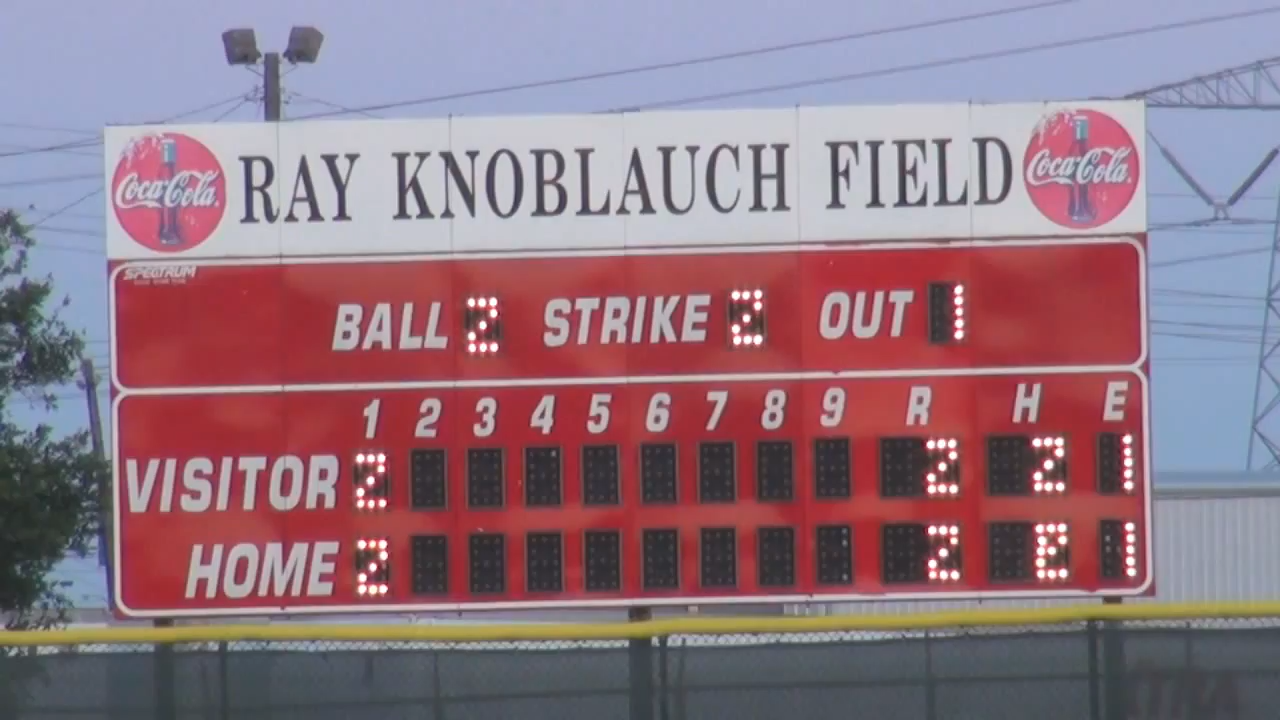 Coca-Cola RAY KNOBLAUCH FIELD Coca-Cola
SPECTRUM
BALL 2 STRIKE 2 OUT 1
1 2 3 4 5 6 7 8 9 R H E
VISITOR 2 2 2 1
HOME 2 2 1